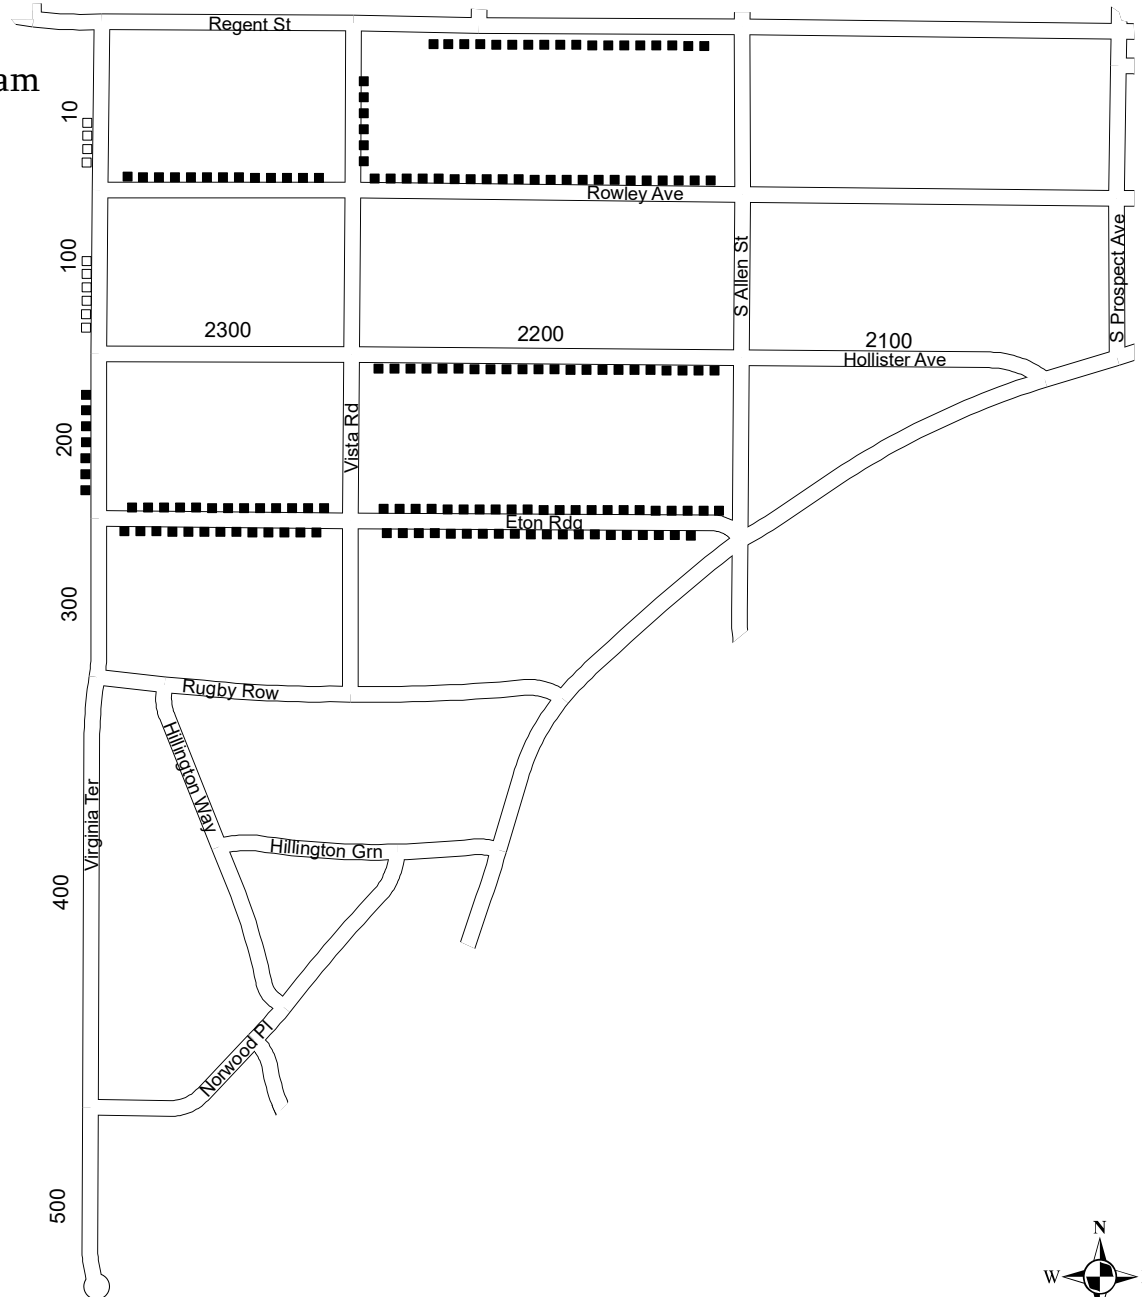 Regent St
am
10
Rowley Ave
100
S Allen St
S Prospect Ave
2300
2200
2100
Hollister Ave
200
Vista Rd
Eton Rdg
300
Rugby Row
Hillington Way
Virginia Ter
Hillington Grn
400
Norwood Pl
500
N
W